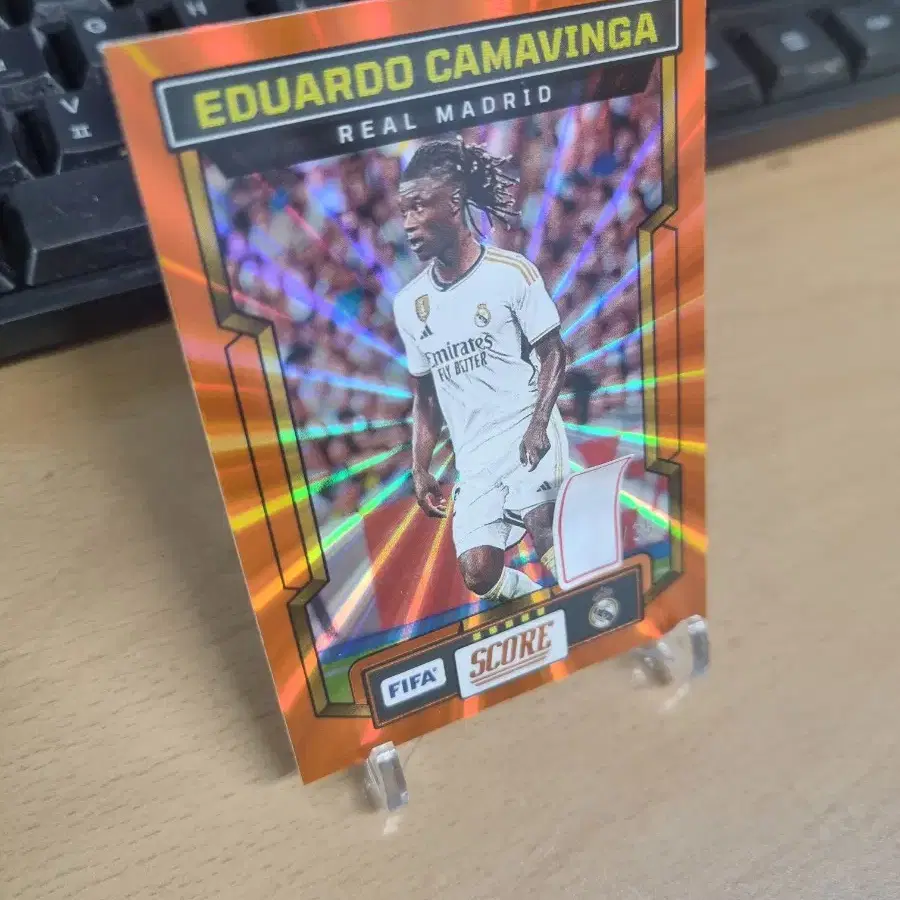 EDUARDO CAMAVINGA
REAL MADRID
Emirates
FLY BETTER
FIFA
SCORE
V
ㅍ